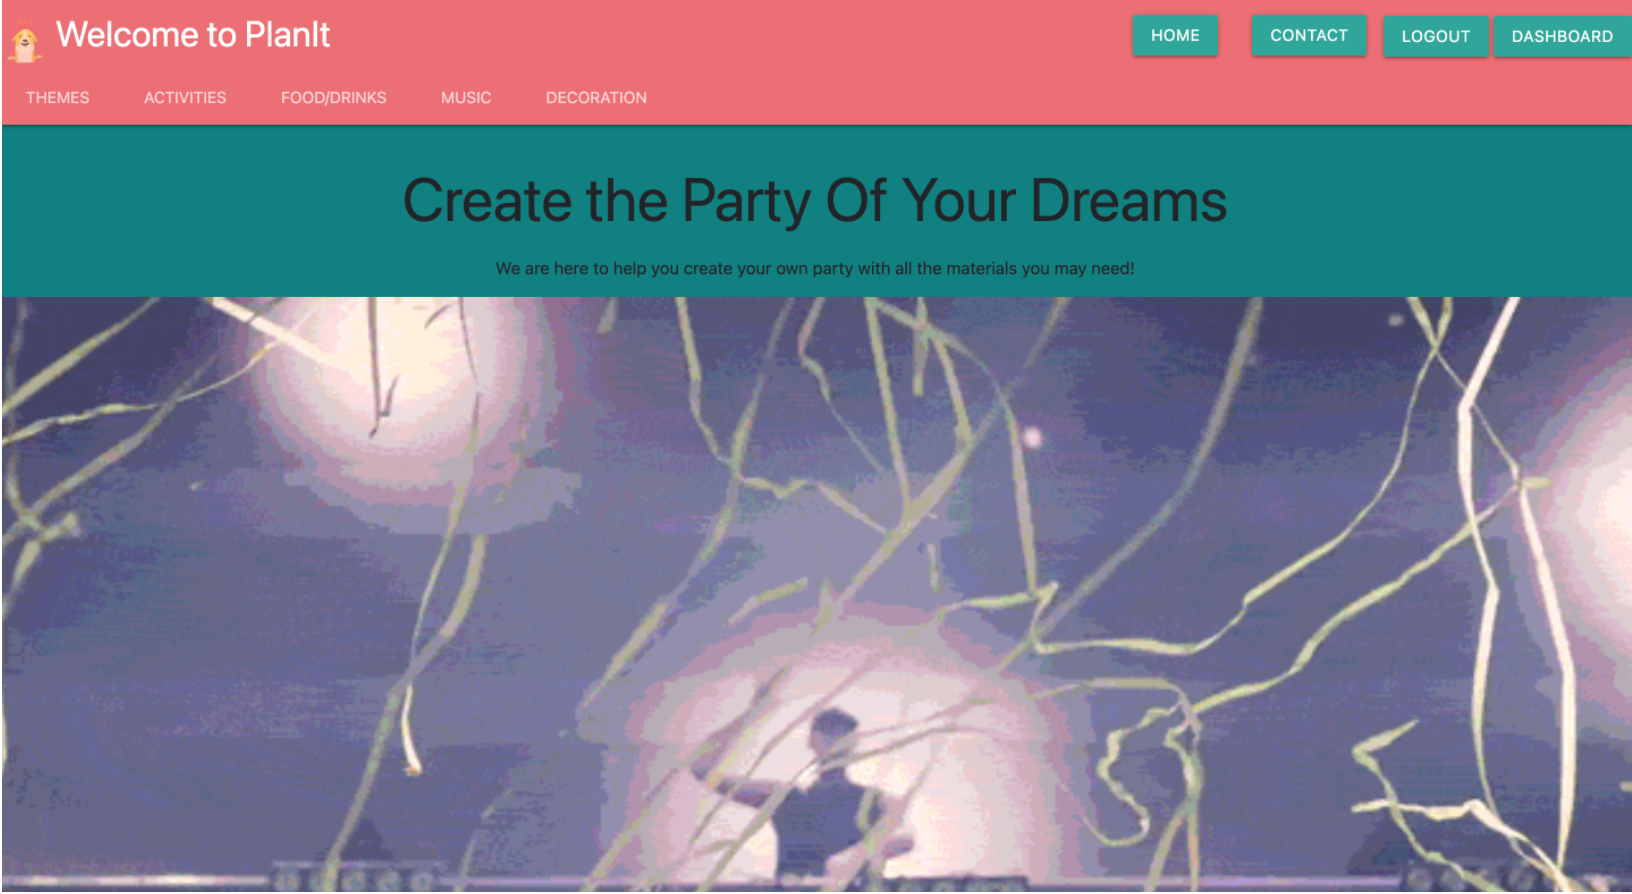 Welcome to PlanIt
HOME CONTACT LOGOUT DASHBOARD
THEMES ACTIVITIES FOOD/DRINKS MUSIC DECORATION
Create the Party Of Your Dreams
We are here to help you create your own party with all the materials you may need!